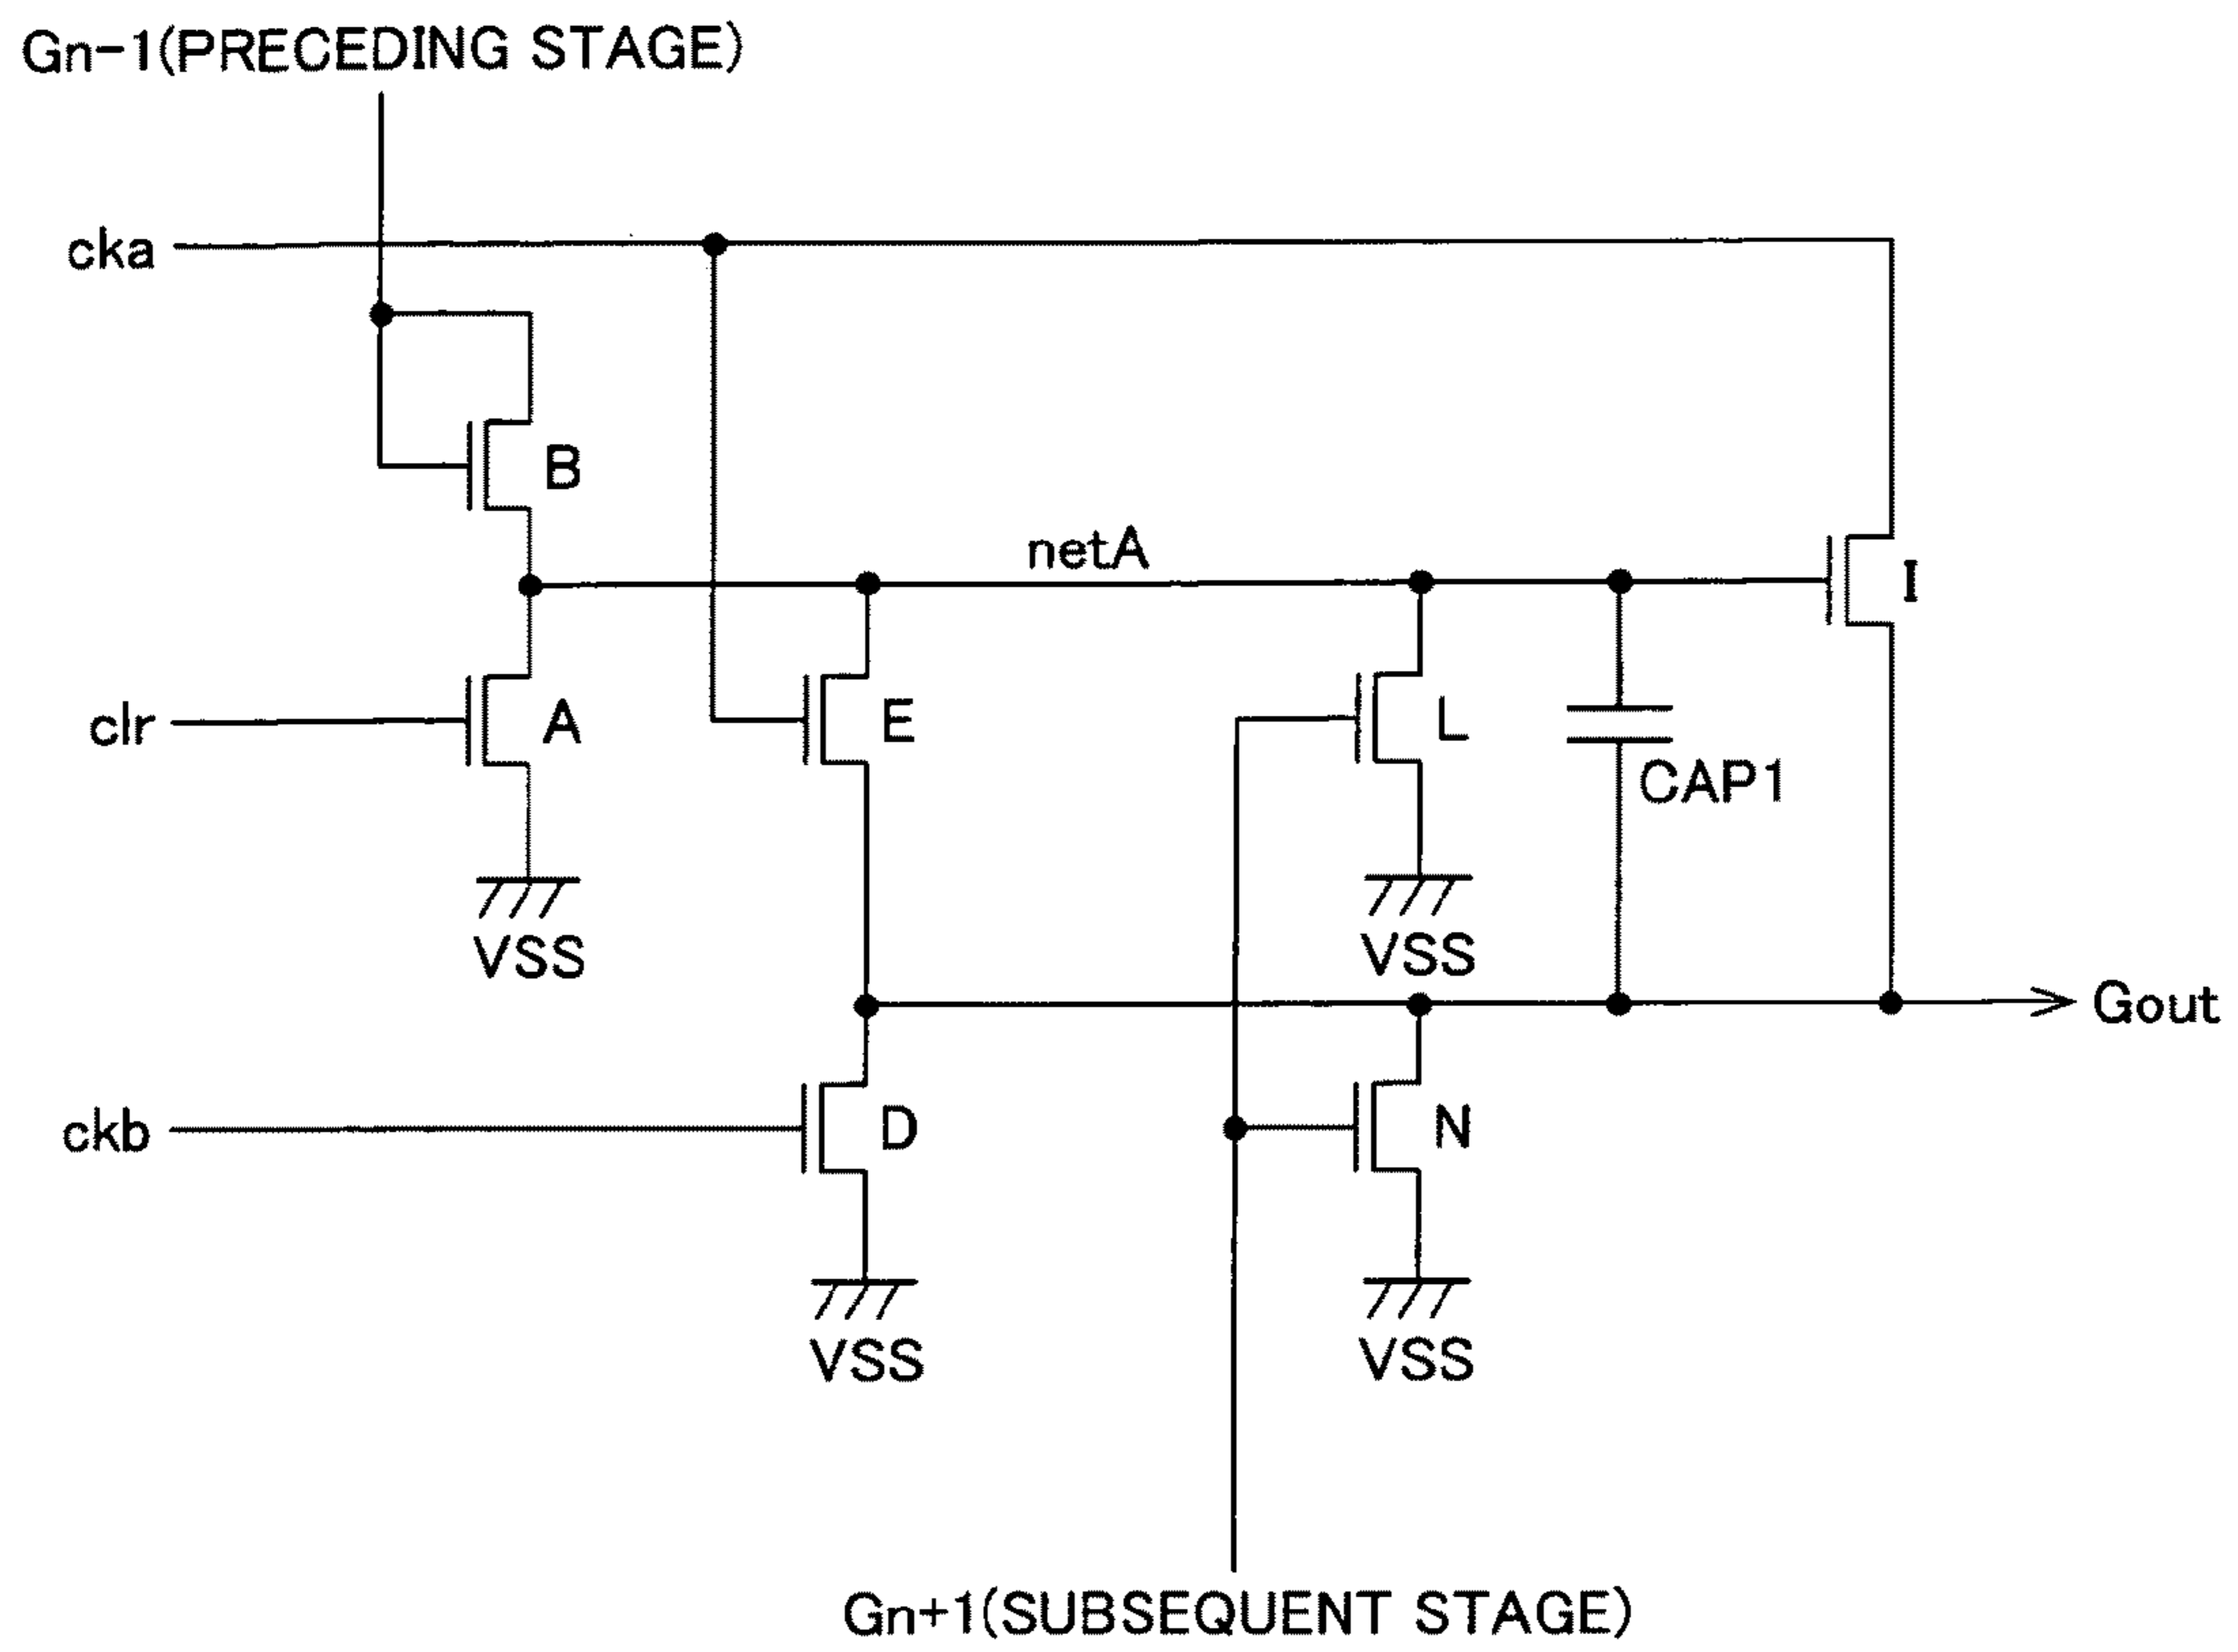 Gn-1(PRECEDING STAGE)
cka
B
netA
I
clr
A
E
L
CAP1
VSS
VSS
Gout
ckb
D
N
VSS
VSS
Gn+1(SUBSEQUENT STAGE)